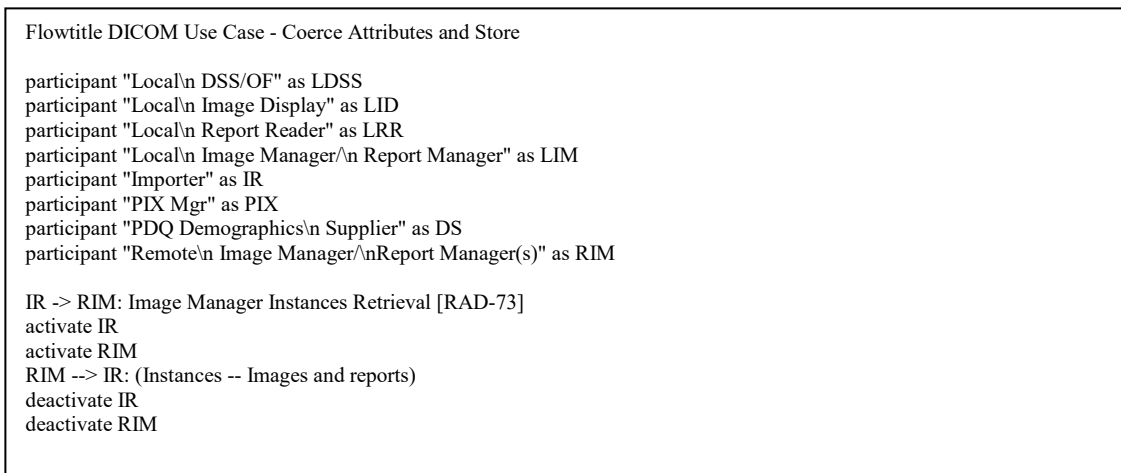 Flowtitle DICOM Use Case - Coerce Attributes and Store
participant "Local\n DSS/OF" as LDSS
participant "Local\n Image Display" as LID
participant "Local\n Report Reader" as LRR
participant "Local\n Image Manager/\n Report Manager" as LIM
participant "Importer" as IR
participant "PIX Mgr" as PIX
participant "PDQ Demographics\n Supplier" as DS
participant "Remote\n Image Manager/\nReport Manager(s)" as RIM
IR -> RIM: Image Manager Instances Retrieval [RAD-73]
activate IR
activate RIM
RIM --> IR: (Instances -- Images and reports)
deactivate IR
deactivate RIM